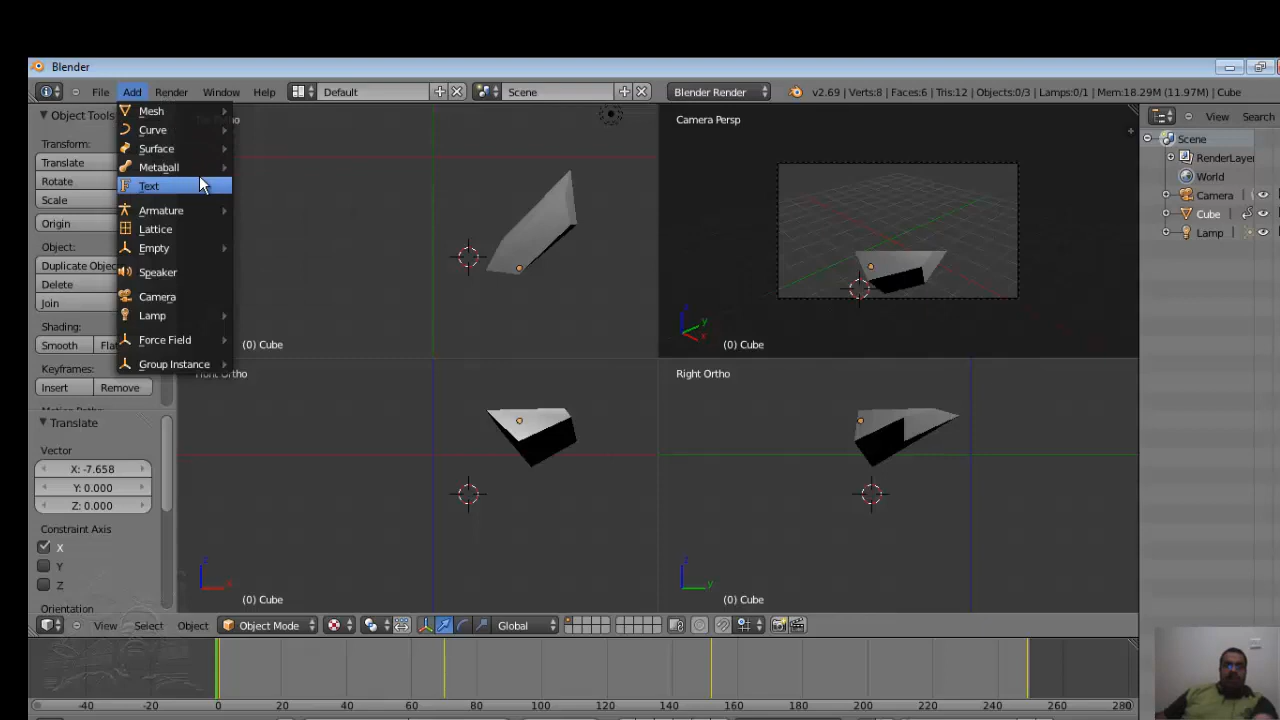 Blender
File Add Render Window Help Default Scene Blender Render v2.69 | Verts:8 | Faces:6 | Tris:12 | Objects:0/3 | Lamps:0/1 | Mem:18.29M (11.97M) | Cube
Object Tools
Transform:
Translate
Rotate
Scale
Origin
Object:
Duplicate Objec
Delete
Join
Shading:
Smooth Fla
Keyframes:
Insert Remove
Translate
Vector
X: -7.658
Y: 0.000
Z: 0.000
Constraint Axis
X
Y
Z
Orientation
Mesh
Curve
Surface
Metaball
Text
Armature
Lattice
Empty
Speaker
Camera
Lamp
Force Field
Group Instance
(0) Cube
Camera Persp
z y x
(0) Cube
Ortho
z x
(0) Cube
Right Ortho
z y
(0) Cube
View Search
Scene
RenderLayer
World
Camera
Cube
Lamp
View Select Object Object Mode Global
-40 -20 0 20 40 60 80 100 120 140 160 180 200 220 240 260 280